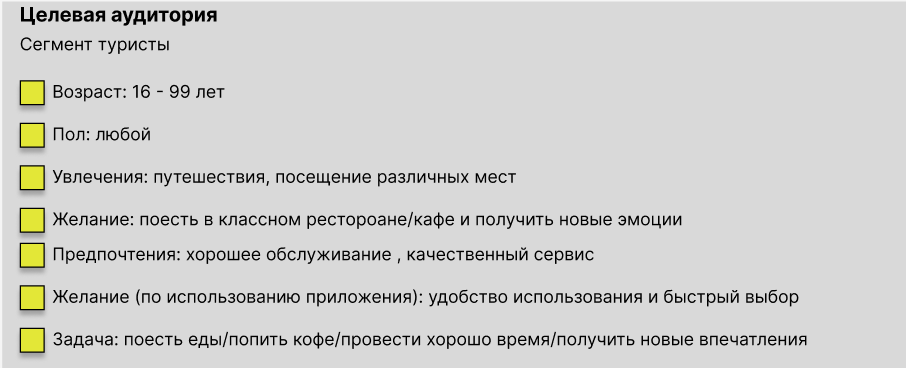 Целевая аудитория
Сегмент туристы
Возраст: 16 - 99 лет
Пол: любой
Увлечения: путешествия, посещение различных мест
Желание: поесть в классном рестороане/кафе и получить новые эмоции
Предпочтения: хорошее обслуживание , качественный сервис
Желание (по использованию приложения): удобство использования и быстрый выбор
Задача: поесть еды/попить кофе/провести хорошо время/получить новые впечатления